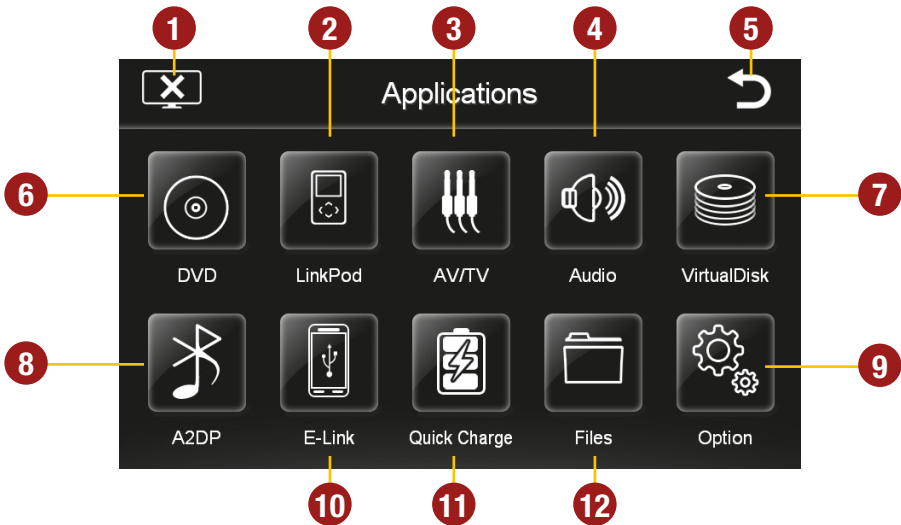 1 2 3 4 5
Applications
6 7
DVD LinkPod AV/TV Audio VirtualDisk
8 9
A2DP E-Link Quick Charge Files Option
10 11 12